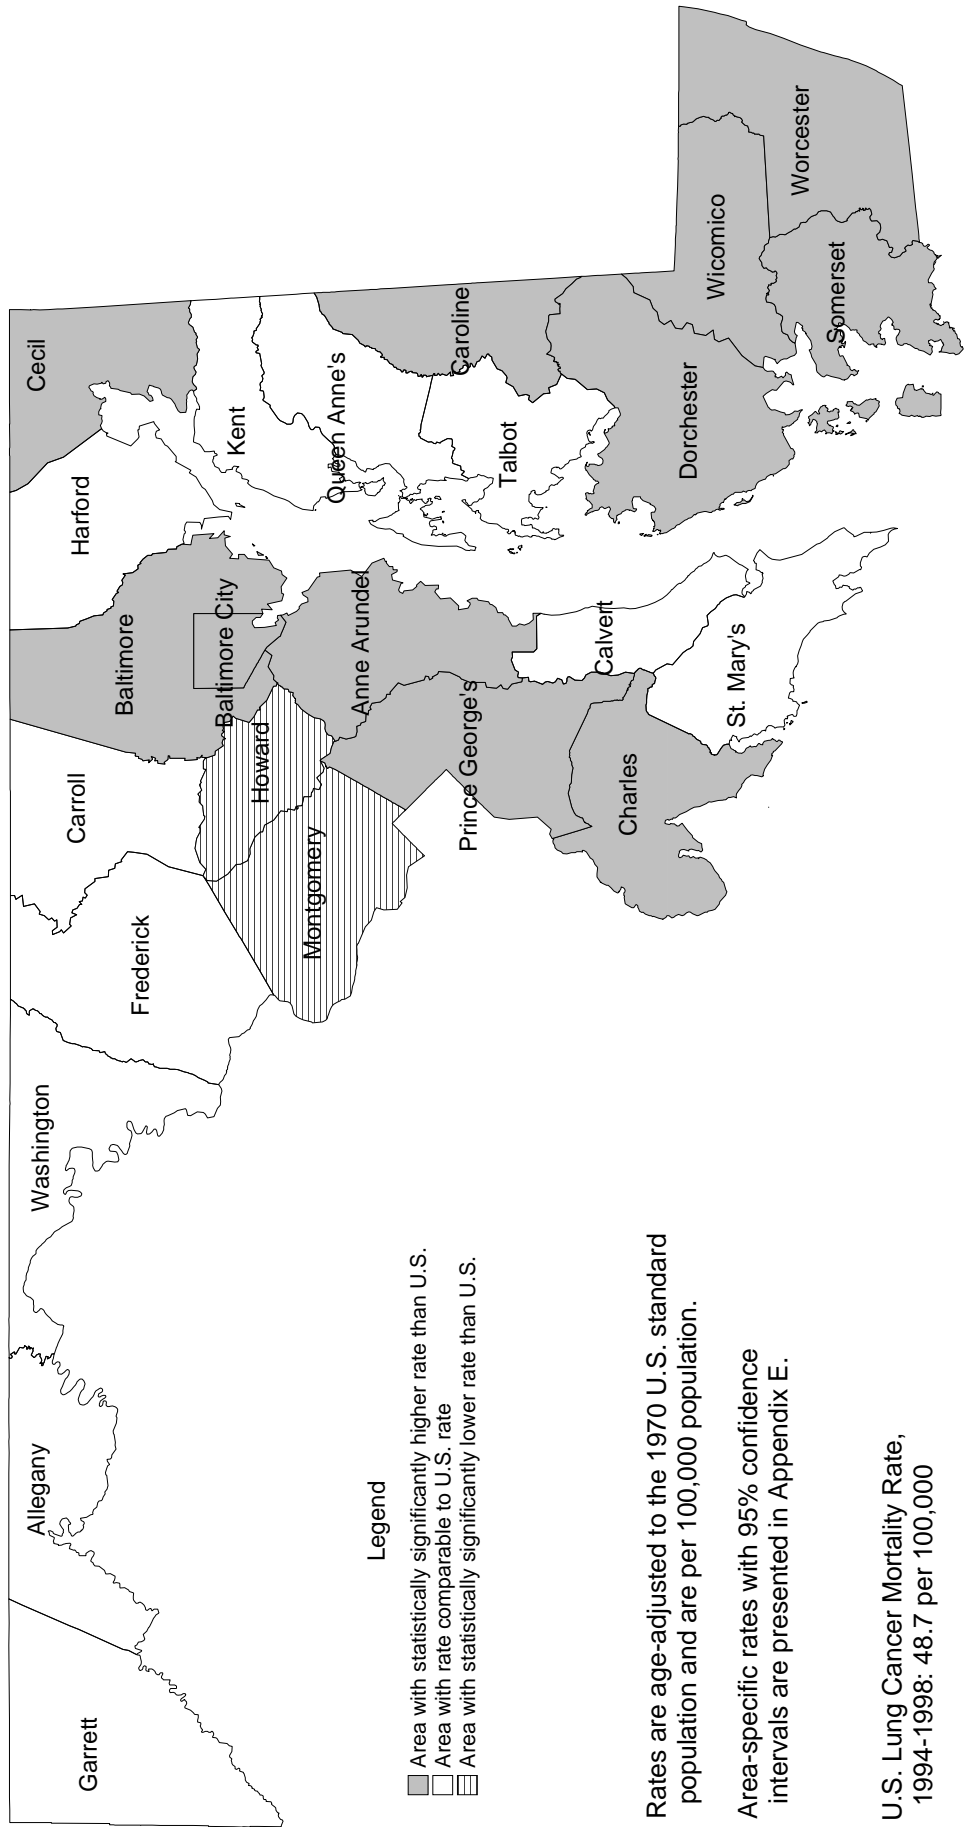 Garrett
Allegany
Washington
Frederick
Carroll
Baltimore
Harford
Cecil
Baltimore City
Howard
Montgomery
Kent
Queen Anne's
Anne Arundel
Prince George's
Caroline
Talbot
Calvert
Charles
St. Mary's
Dorchester
Wicomico
Worcester
Somerset
Legend
Area with statistically significantly higher rate than U.S.
Area with rate comparable to U.S. rate
Area with statistically significantly lower rate than U.S.
Rates are age-adjusted to the 1970 U.S. standard
population and are per 100,000 population.
Area-specific rates with 95% confidence
intervals are presented in Appendix E.
U.S. Lung Cancer Mortality Rate,
1994-1998: 48.7 per 100,000